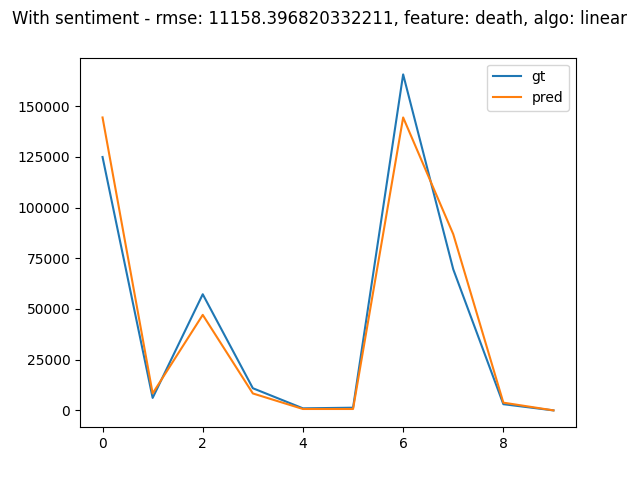 With sentiment - rmse: 11158.396820332211, feature: death, algo: linear
gt
pred
150000
125000
100000
75000
50000
25000
0
0 2 4 6 8